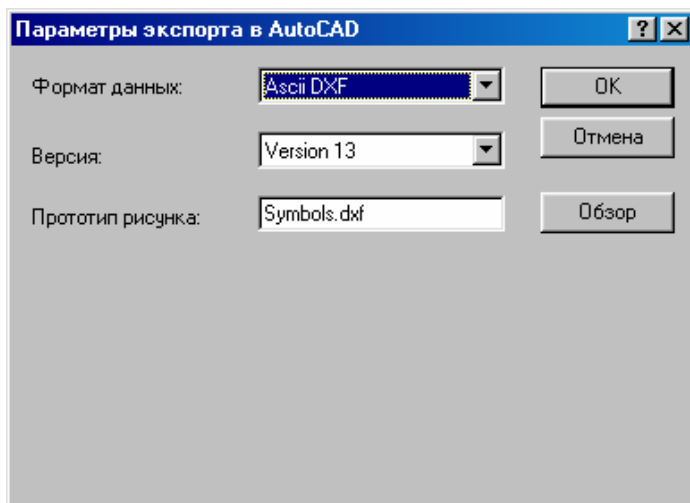 Параметры экспорта в AutoCAD
Формат данных: Ascii DXF OK
Отмена
Версия: Version 13
Прототип рисунка: Symbols.dxf Обзор